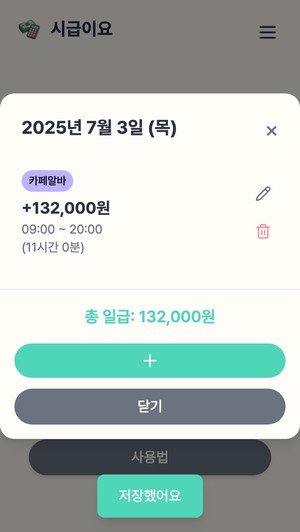 시급이요
2025년 7월 3일 (목)
카페알바
+132,000원
09:00 ~ 20:00
(11시간 0분)
총 일급: 132,000원
닫기
사용법
저장했어요